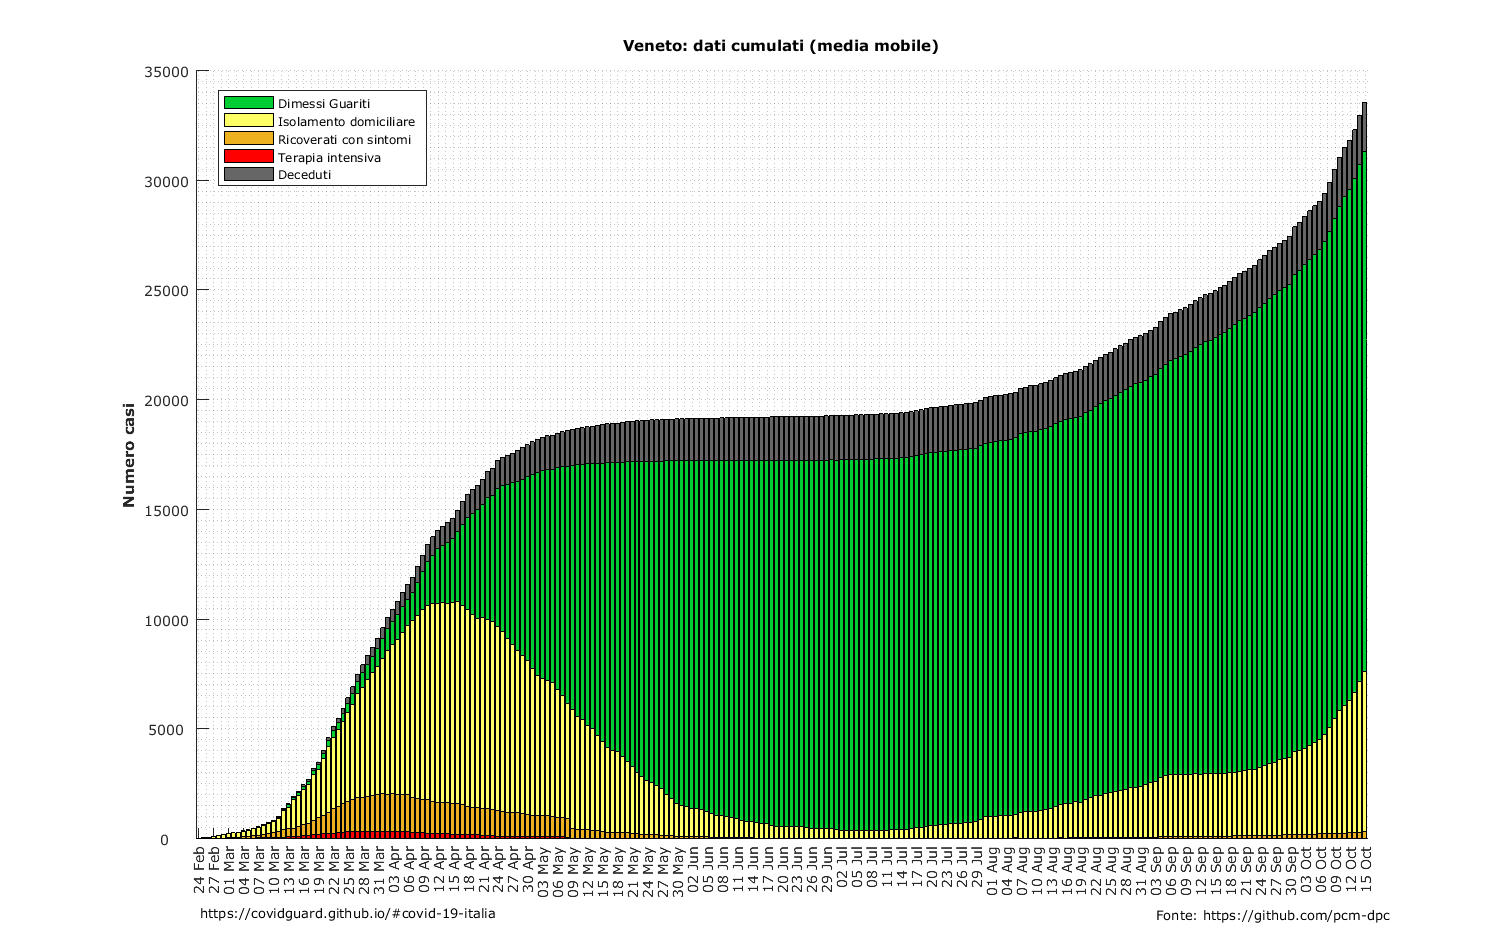 Veneto: dati cumulati (media mobile)
35000
30000
25000
20000
15000
10000
5000
0
Numero casi
Dimessi Guariti
Isolamento domiciliare
Ricoverati con sintomi
Terapia intensiva
Deceduti
24 Feb
27 Feb
01 Mar
04 Mar
07 Mar
10 Mar
13 Mar
16 Mar
19 Mar
22 Mar
25 Mar
28 Mar
31 Mar
03 Apr
06 Apr
09 Apr
12 Apr
15 Apr
18 Apr
21 Apr
24 Apr
27 Apr
30 Apr
03 May
06 May
09 May
12 May
15 May
18 May
21 May
24 May
27 May
30 May
02 Jun
05 Jun
08 Jun
11 Jun
14 Jun
17 Jun
20 Jun
23 Jun
26 Jun
29 Jun
02 Jul
05 Jul
08 Jul
11 Jul
14 Jul
17 Jul
20 Jul
23 Jul
26 Jul
29 Jul
01 Aug
04 Aug
07 Aug
10 Aug
13 Aug
16 Aug
19 Aug
22 Aug
25 Aug
28 Aug
31 Aug
03 Sep
06 Sep
09 Sep
12 Sep
15 Sep
18 Sep
21 Sep
24 Sep
27 Sep
30 Sep
03 Oct
06 Oct
09 Oct
12 Oct
15 Oct
https://covidguard.github.io/#covid-19-italia
Fonte: https://github.com/pcm-dpc